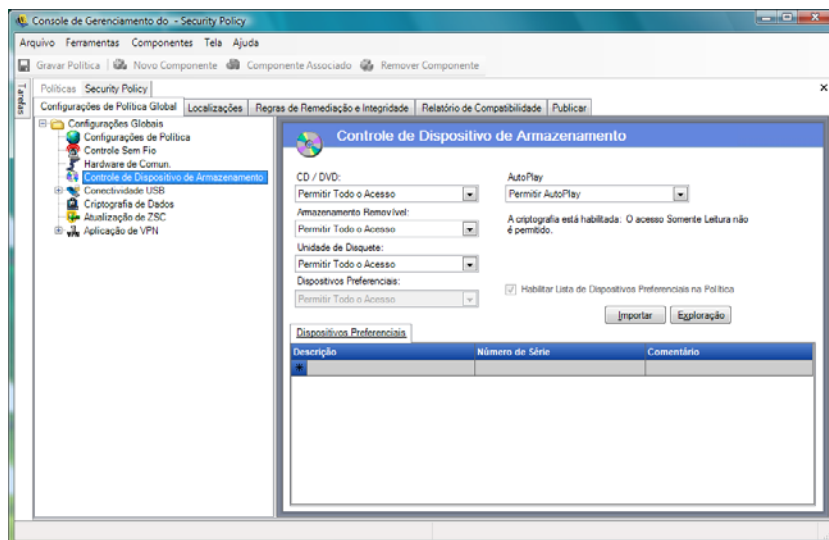 Console de Gerenciamento do - Security Policy
Arquivo Ferramentas Componentes Tela Ajuda
Gravar Política Novo Componente Componente Associado Remover Componente
Tarefas
Políticas Security Policy
Configurações de Política Global Localizações Regras de Remediação e Integridade Relatório de Compatibilidade Publicar
Configurações Globais
Configurações de Política
Controle Sem Fio
Hardware de Comun.
Controle de Dispositivo de Armazenamento
Conectividade USB
Criptografia de Dados
Atualização de ZSC
Aplicação de VPN
Controle de Dispositivo de Armazenamento
CD / DVD:
Permitir Todo o Acesso
Armazenamento Removível:
Permitir Todo o Acesso
Unidade de Disquete:
Permitir Todo o Acesso
Dispostivos Preferenciais:
Permitir Todo o Acesso
AutoPlay
Permitir AutoPlay
A criptografia está habilitada: O acesso Somente Leitura não
é permitido.
Habilitar Lista de Dispositivos Preferenciais na Política
Importar Exploração
Dispositivos Preferenciais
Descrição Número de Série Comentário